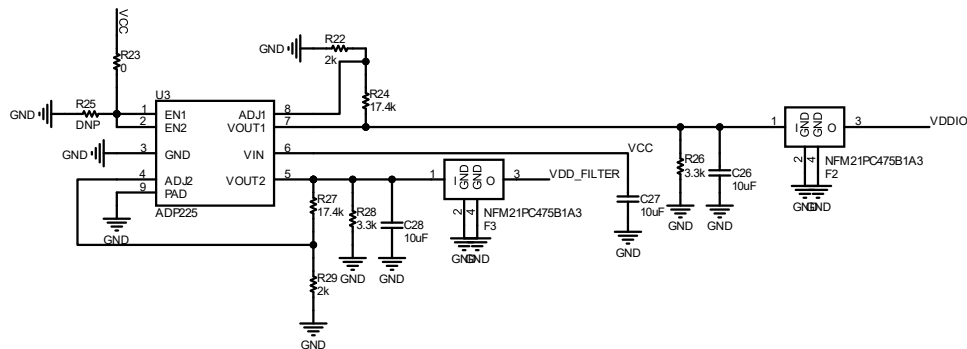 VCC
R23
0
GND
R22
2k
U3
R25
DNP
GND
1
2
EN1
EN2
ADJ1
VOUT1
8
7
R24
17.4k
1
I
GND
GND
O
3
VDDIO
GND
3
GND
VIN
6
VCC
2
4
NFM21PC475B1A3
F2
GND
GND
4
9
ADJ2
PAD
VOUT2
5
ADP225
GND
R27
17.4k
R28
3.3k
GND
C28
10uF
GND
1
I
GND
GND
O
3
VDD_FILTER
2
4
NFM21PC475B1A3
F3
GND
GND
C27
10uF
GND
R26
3.3k
GND
C26
10uF
GND
R29
2k
GND